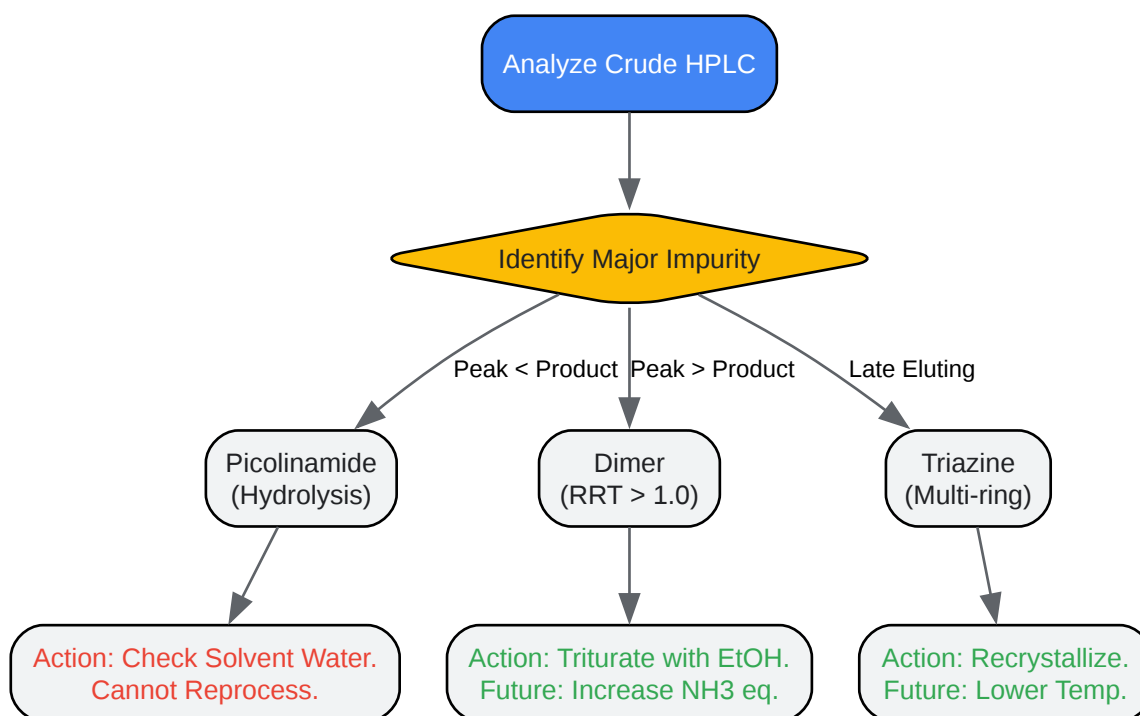 Analyze Crude HPLC
Identify Major Impurity
Peak < Product
Peak > Product
Late Eluting
Picolinamide
(Hydrolysis)
Dimer
(RRT > 1.0)
Triazine
(Multi-ring)
Action: Check Solvent Water.
Cannot Reprocess.
Action: Triturate with EtOH.
Future: Increase NH3 eq.
Action: Recrystallize.
Future: Lower Temp.